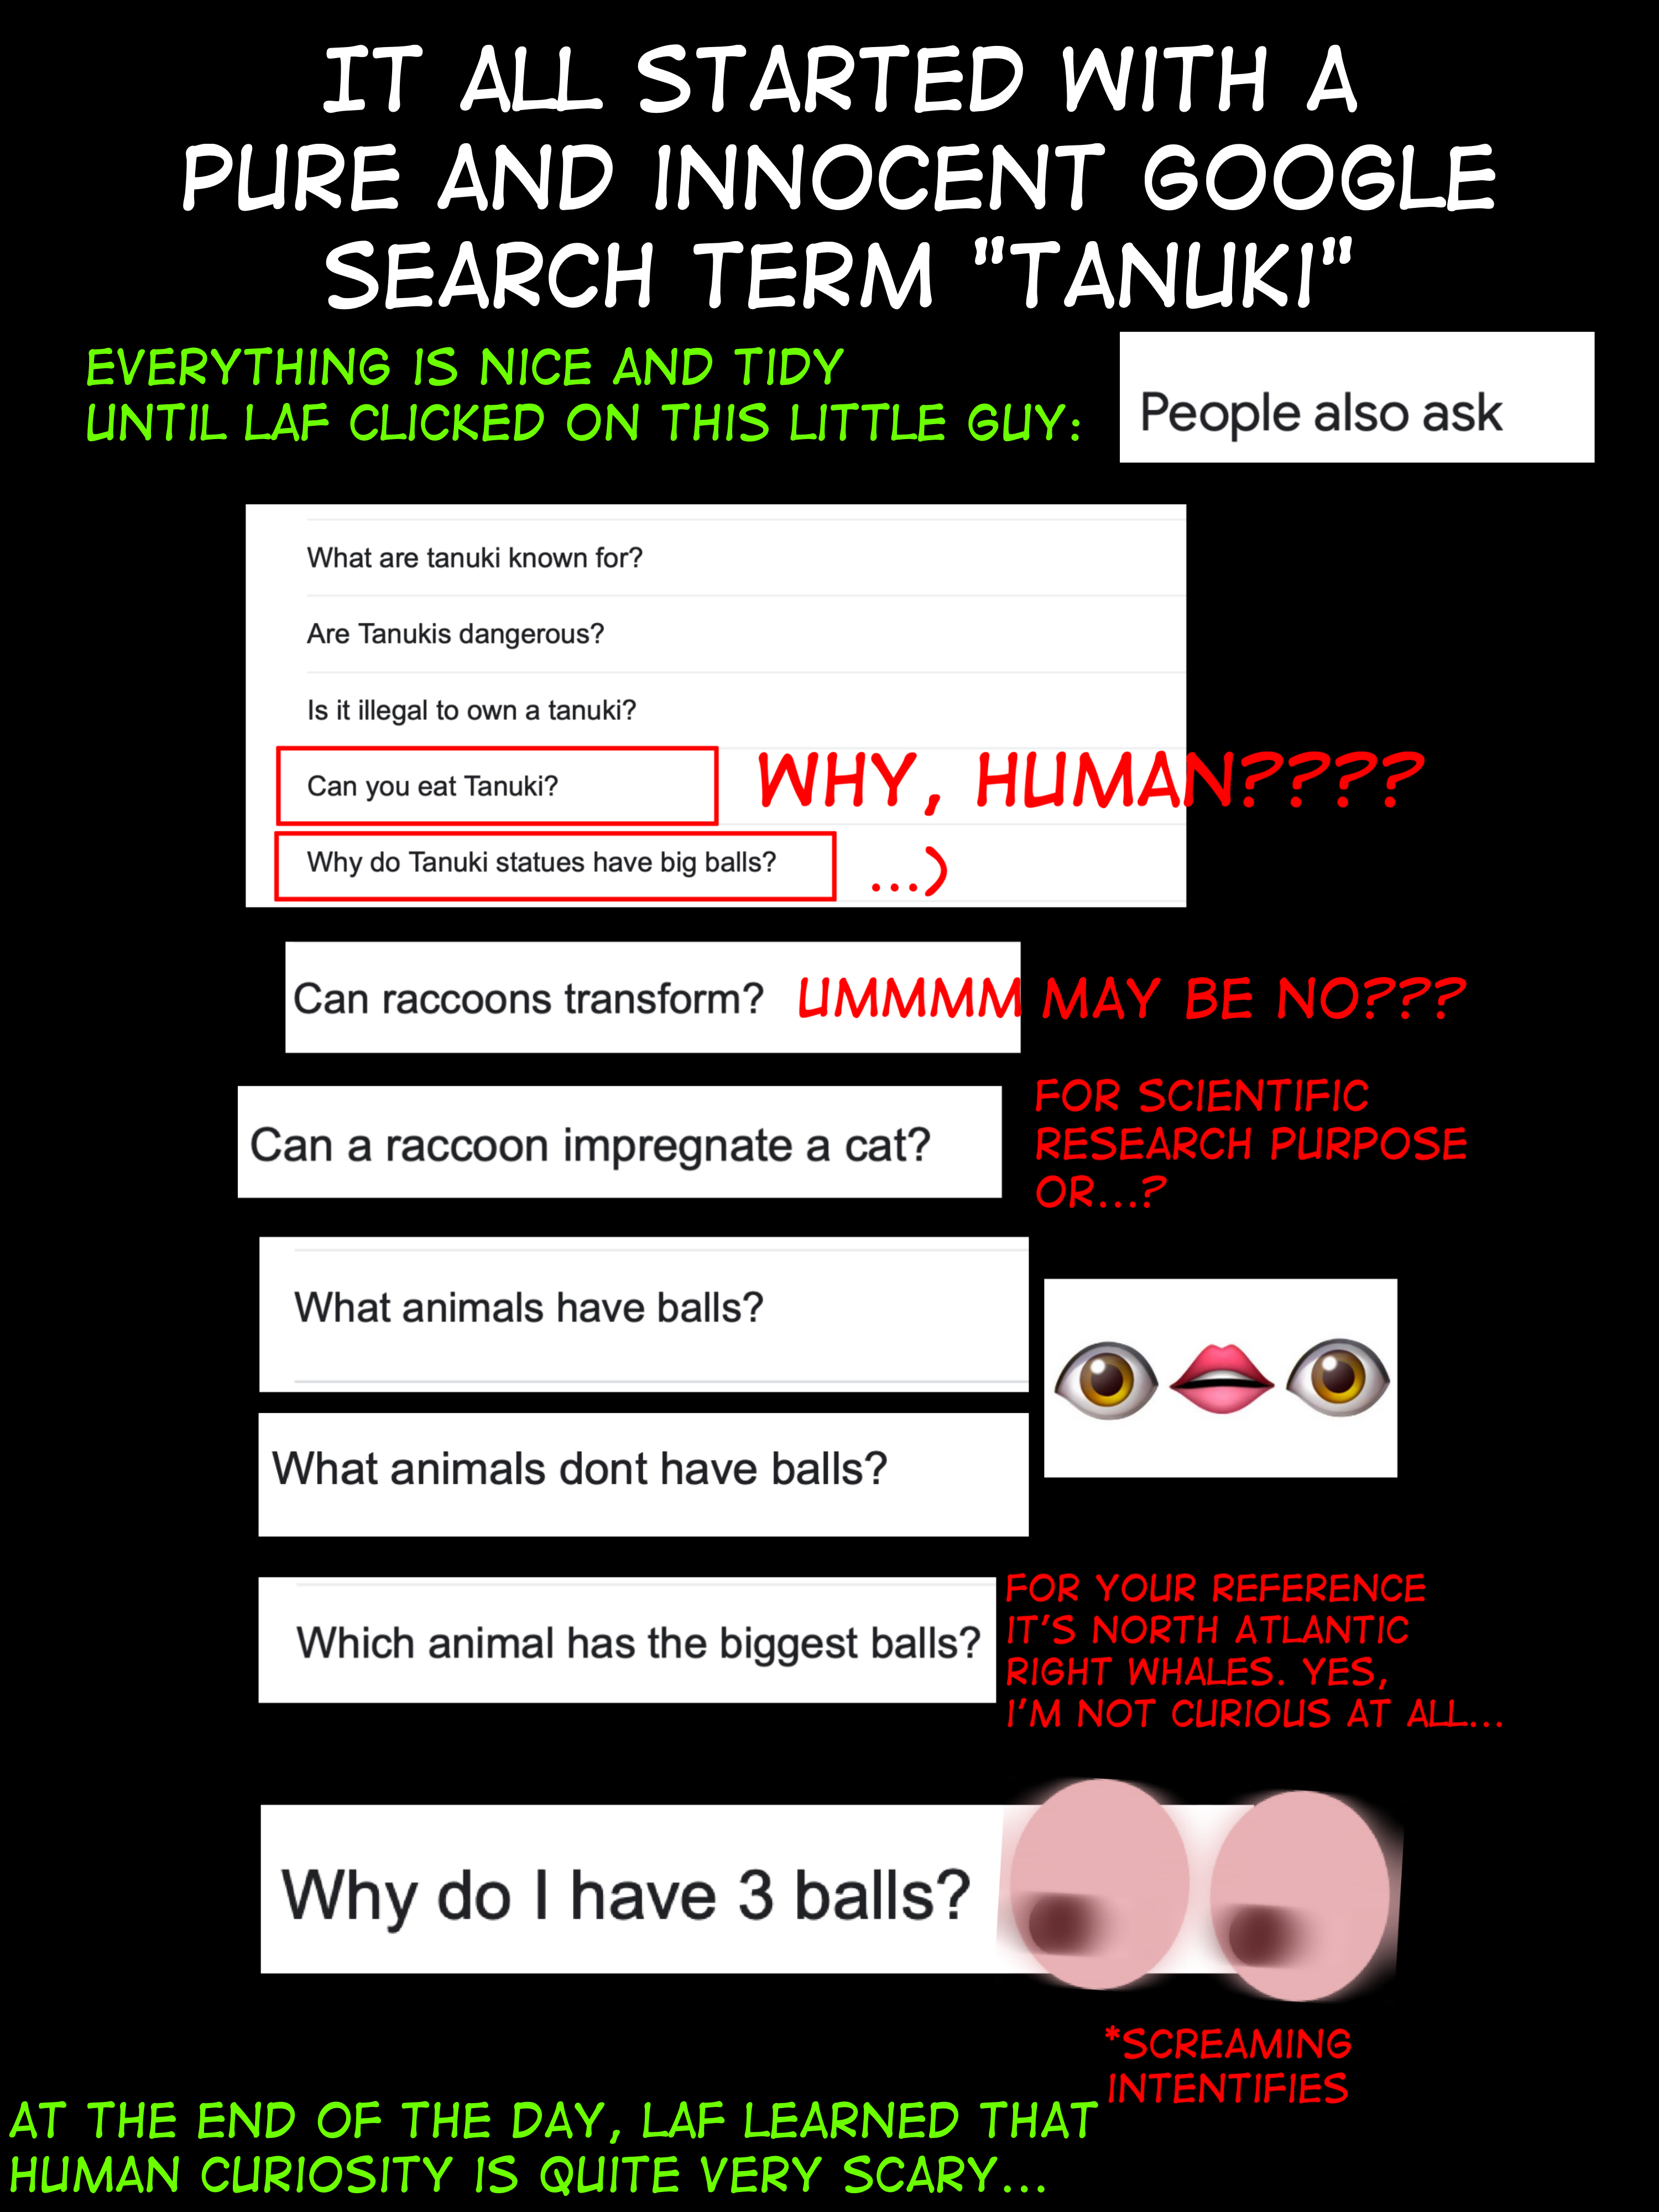 IT ALL STARTED WITH A
PURE AND INNOCENT GOOGLE
SEARCH TERM "TANUKI"
EVERYTHING IS NICE AND TIDY
UNTIL LAF CLICKED ON THIS LITTLE GUY:
People also ask
What are tanuki known for?
Are Tanukis dangerous?
Is it illegal to own a tanuki?
Can you eat Tanuki?
WHY, HUMAN????
Why do Tanuki statues have big balls?
...)
Can raccoons transform?
UMMMM MAY BE NO???
Can a raccoon impregnate a cat?
FOR SCIENTIFIC
RESEARCH PURPOSE
OR...?
What animals have balls?
What animals dont have balls?
Which animal has the biggest balls?
FOR YOUR REFERENCE
IT'S NORTH ATLANTIC
RIGHT WHALES. YES,
I'M NOT CURIOUS AT ALL...
Why do I have 3 balls?
*SCREAMING
INTENTIFIES
AT THE END OF THE DAY, LAF LEARNED THAT
HUMAN CURIOSITY IS QUITE VERY SCARY...